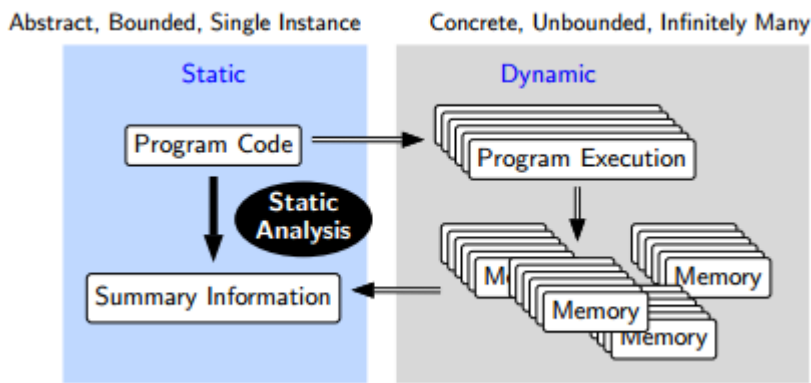 Abstract, Bounded, Single Instance
Concrete, Unbounded, Infinitely Many
Static
Dynamic
Program Code
Program Execution
Static
Analysis
Summary Information
Memory
Memory
Memory